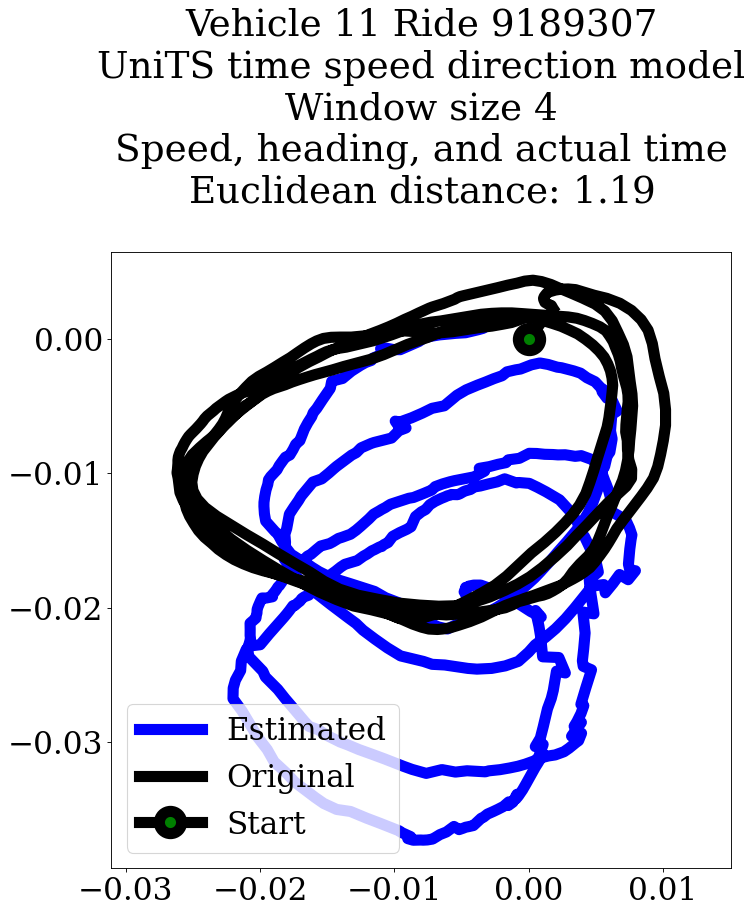 Vehicle 11 Ride 9189307
UniTS time speed direction model
Window size 4
Speed, heading, and actual time
Euclidean distance: 1.19
0.00
−0.01
−0.02
−0.03
Estimated
Original
Start
−0.03 −0.02 −0.01 0.00 0.01